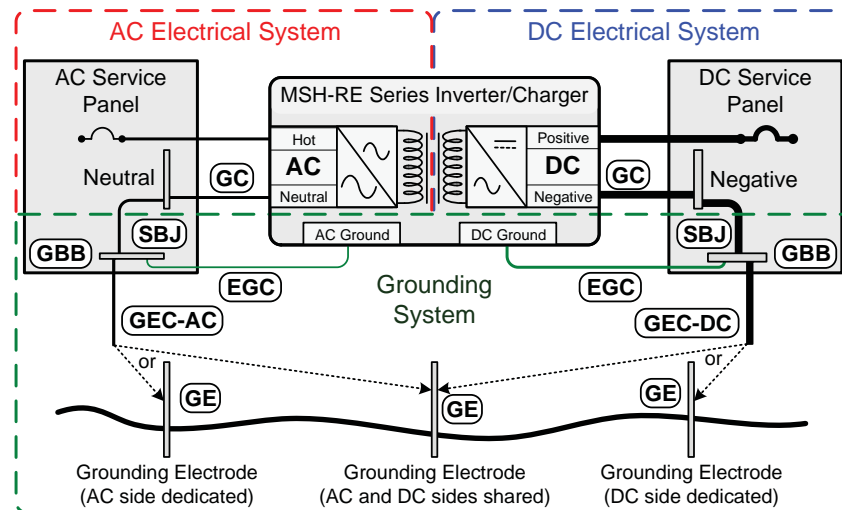 AC Electrical System
DC Electrical System
AC Service
Panel
MSH-RE Series Inverter/Charger
DC Service
Panel
Hot
AC
Neutral
Positive
DC
Negative
Neutral
GC
GC
Negative
SBJ
SBJ
GBB
GBB
AC Ground
DC Ground
EGC
EGC
Grounding
System
GEC-AC
GEC-DC
or
or
GE
GE
GE
Grounding Electrode
(AC side dedicated)
Grounding Electrode
(AC and DC sides shared)
Grounding Electrode
(DC side dedicated)